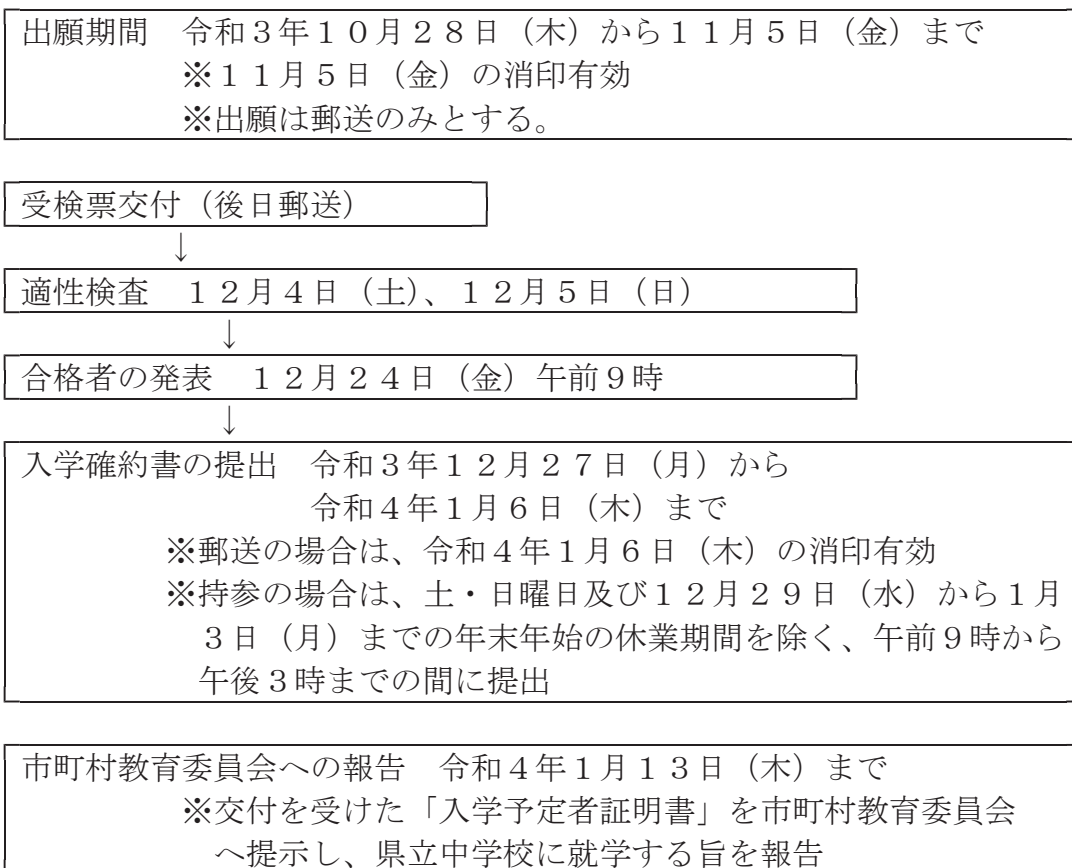 出願期間　令和３年１０月２８日（木）から１１月５日（金）まで
※１１月５日（金）の消印有効
※出願は郵送のみとする。
受検票交付（後日郵送）
↓
適性検査　１２月４日（土）、１２月５日（日）
↓
合格者の発表　１２月２４日（金）午前９時
↓
入学確約書の提出　令和３年１２月２７日（月）から
令和４年１月６日（木）まで
※郵送の場合は、令和４年１月６日（木）の消印有効
※持参の場合は、土・日曜日及び１２月２９日（水）から１月
３日（月）までの年末年始の休業期間を除く、午前９時から
午後３時までの間に提出
市町村教育委員会への報告　令和４年１月１３日（木）まで
※交付を受けた「入学予定者証明書」を市町村教育委員会
へ提示し、県立中学校に就学する旨を報告